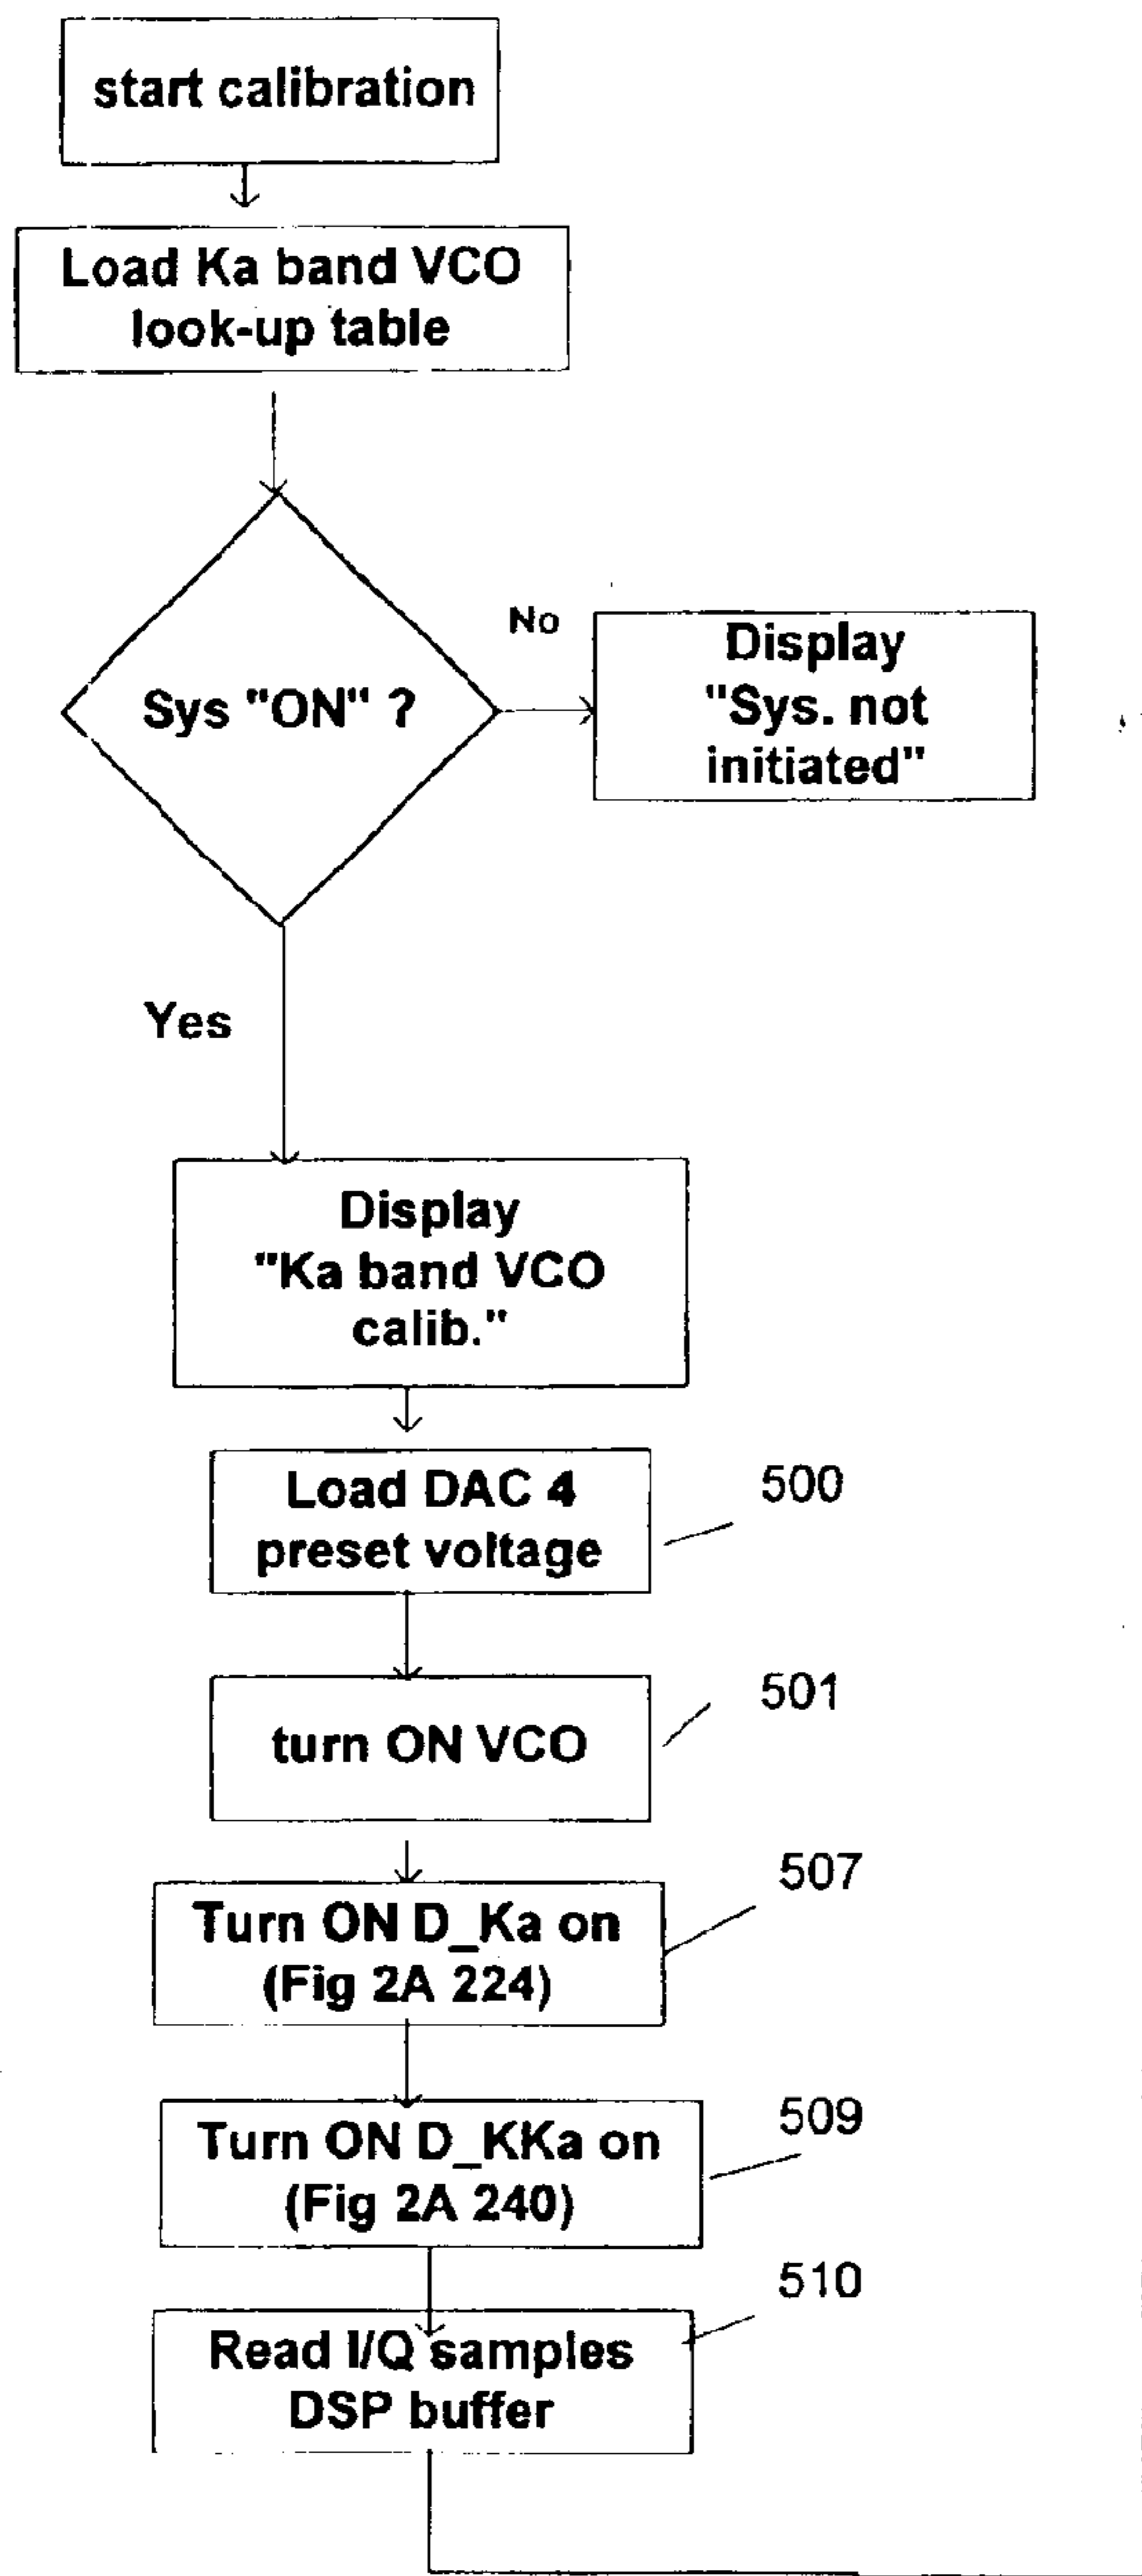 start calibration
Load Ka band VCO
look-up table
Sys "ON" ?
No
Display
"Sys. not
initiated"
Yes
Display
"Ka band VCO
calib."
Load DAC 4
preset voltage
500
turn ON VCO
501
Turn ON D_Ka on
(Fig 2A 224)
507
Turn ON D_KKa on
(Fig 2A 240)
509
Read I/Q samples
DSP buffer
510